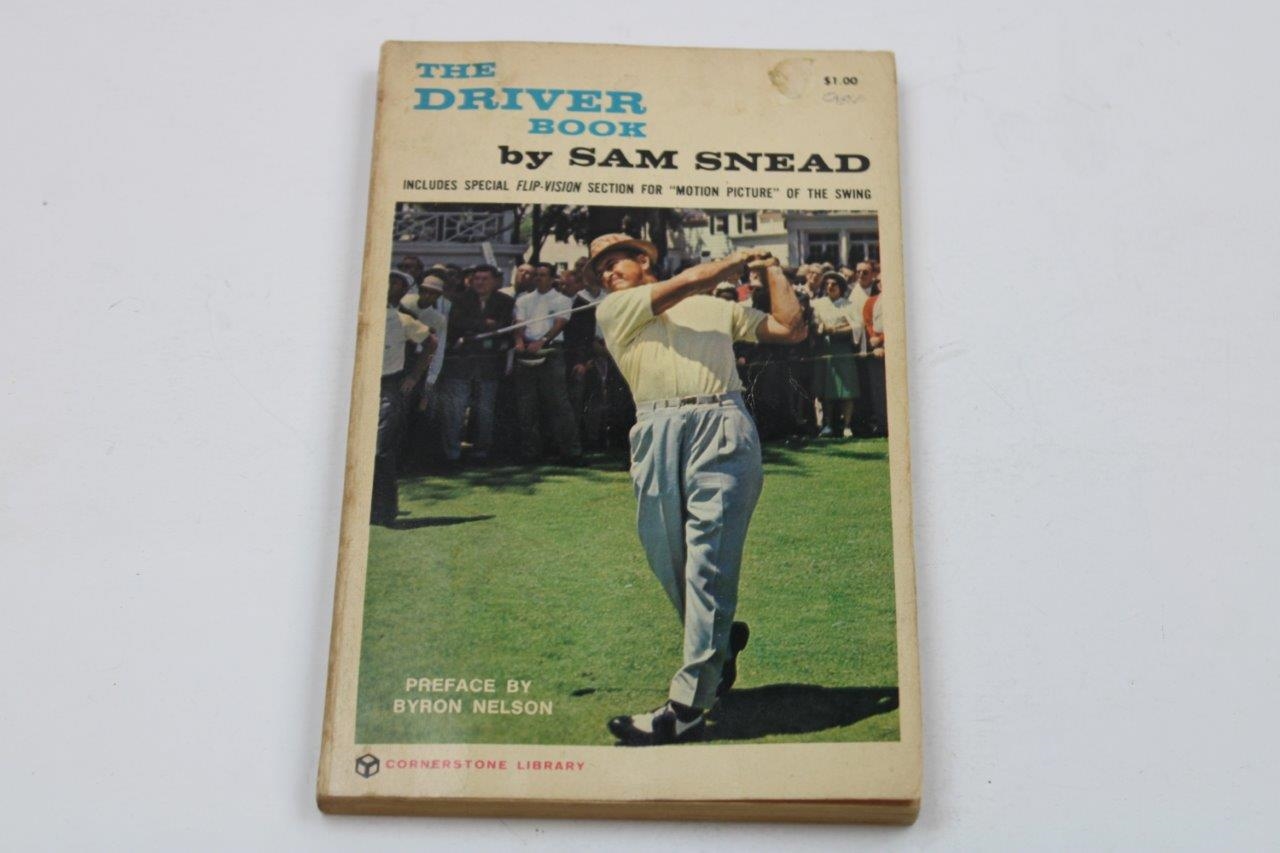 THE
DRIVER
BOOK
$1.00
by SAM SNEAD
INCLUDES SPECIAL FLIP-VISION SECTION FOR "MOTION PICTURE" OF THE SWING
PREFACE BY
BYRON NELSON
CORNERSTONE LIBRARY